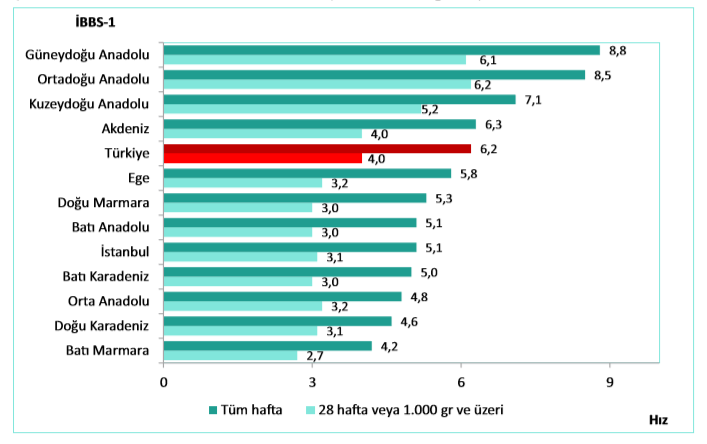 İBBS-1
Güneydoğu Anadolu 8,8
6,1
Ortadoğu Anadolu 8,5
6,2
Kuzeydoğu Anadolu 7,1
5,2
Akdeniz 6,3
4,0
Türkiye 6,2
4,0
Ege 5,8
3,2
Doğu Marmara 5,3
3,0
Batı Anadolu 5,1
3,0
İstanbul 5,1
3,1
Batı Karadeniz 5,0
3,0
Orta Anadolu 4,8
3,2
Doğu Karadeniz 4,6
3,1
Batı Marmara 4,2
2,7
0 3 6 9
Tüm hafta 28 hafta veya 1.000 gr ve üzeri
Hız